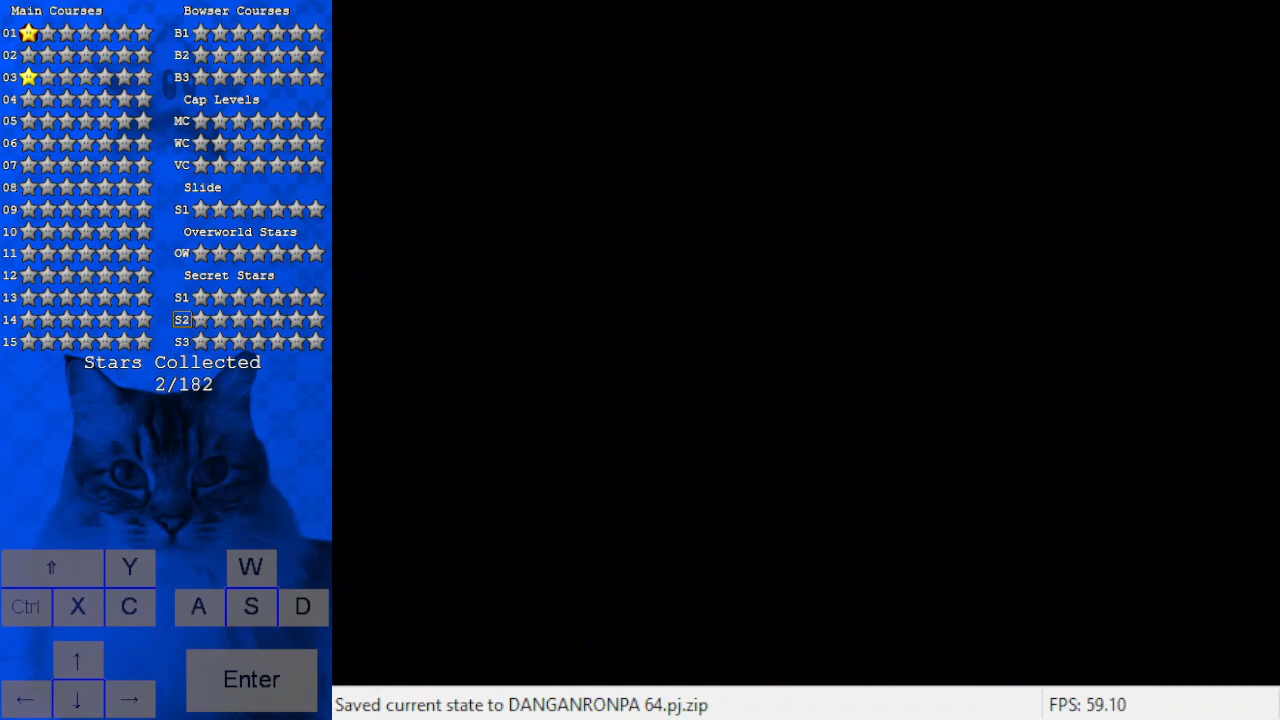 Main Courses
01
02
03
04
05
06
07
08
09
10
11
12
13
14
15
Bowser Courses
B1
B2
B3
Cap Levels
MC
WC
VC
Slide
S1
Overworld Stars
OW
Secret Stars
S1
S2
S3
Stars Collected
2/182
⇑ Y W
Ctrl X C A S D
↑
← ↓ → Enter
Saved current state to DANGANRONPA 64.pj.zip
FPS: 59.10